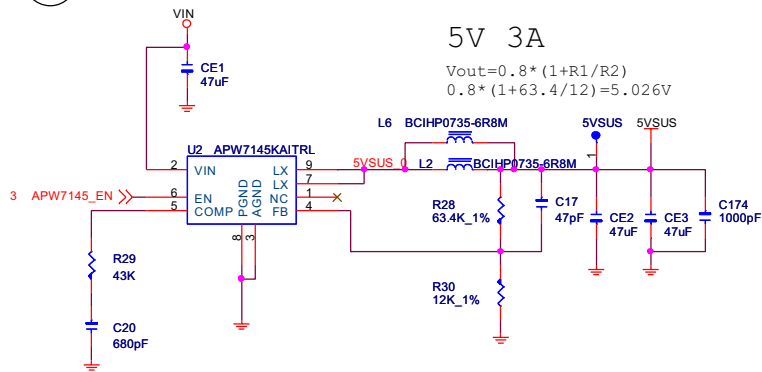 VIN
5V 3A
Vout=0.8*(1+R1/R2)
0.8*(1+63.4/12)=5.026V
CE1
47uF
L6 BCIHP0735-6R8M
5VSUS
5VSUS
U2 APW7145KAITRL
5VSUS_0
L2 BCIHP0735-6R8M
1
2 VIN LX 9
LX 7
3 APW7145_EN 6 EN NC 1
5 COMP FB 4
PGND
AGND
8
3
R28
63.4K_1%
C17
47pF
CE2
47uF
CE3
47uF
C174
1000pF
R29
43K
R30
12K_1%
C20
680pF